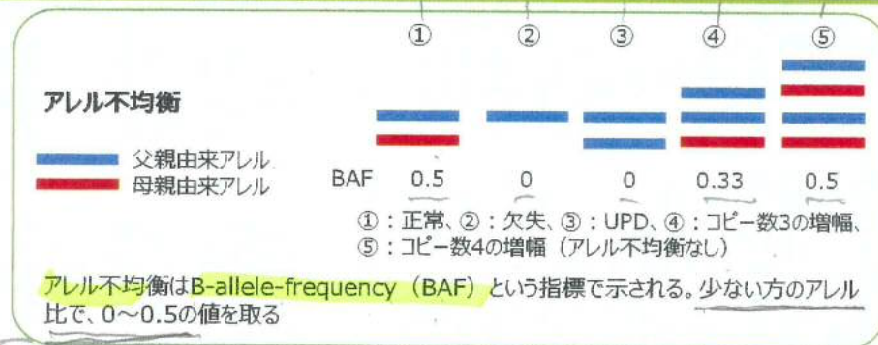 ① ② ③ ④ ⑤
アレル不均衡
父親由来アレル
母親由来アレル
BAF 0.5 0 0 0.33 0.5
①：正常、②：欠失、③：UPD、④：コピー数3の増幅、
⑤：コピー数4の増幅（アレル不均衡なし）
アレル不均衡はB-allele-frequency（BAF）という指標で示される。少ない方のアレル
比で、0～0.5の値を取る